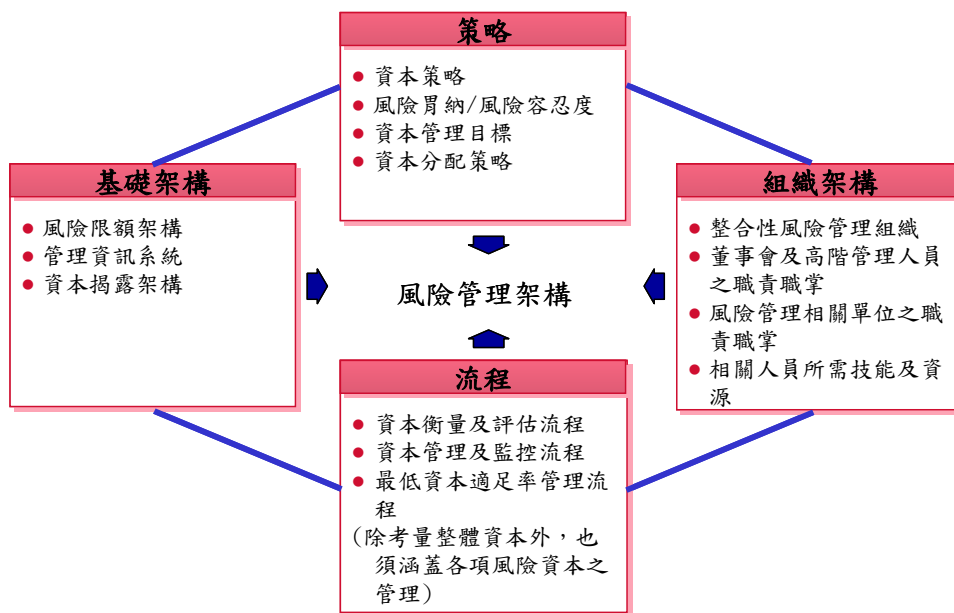 策略
● 資本策略
● 風險胃納/風險容忍度
● 資本管理目標
● 資本分配策略
基礎架構
● 風險限額架構
● 管理資訊系統
● 資本揭露架構
風險管理架構
組織架構
● 整合性風險管理組織
● 董事會及高階管理人員
之職責職掌
● 風險管理相關單位之職
責職掌
● 相關人員所需技能及資
源
流程
● 資本衡量及評估流程
● 資本管理及監控流程
● 最低資本適足率管理流
程
(除考量整體資本外，也
須涵蓋各項風險資本之
管理)